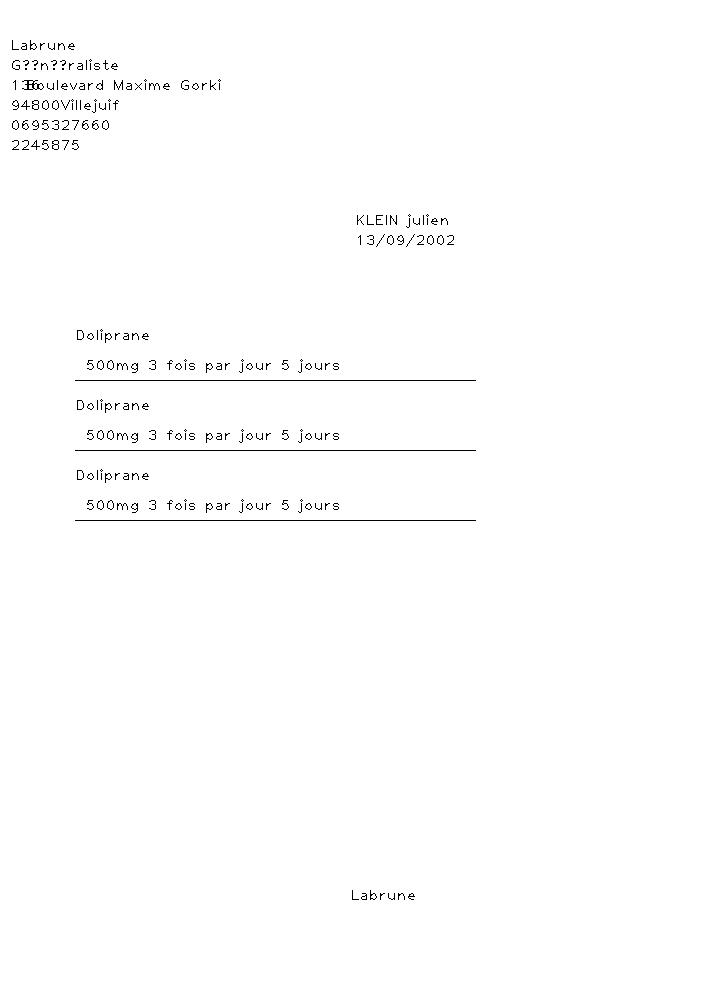 Labrune
G??n??raliste
136 Boulevard Maxime Gorki
94800Villejuif
0695327660
2245875
KLEIN julien
13/09/2002
Doliprane
500mg 3 fois par jour 5 jours
Doliprane
500mg 3 fois par jour 5 jours
Doliprane
500mg 3 fois par jour 5 jours
Labrune